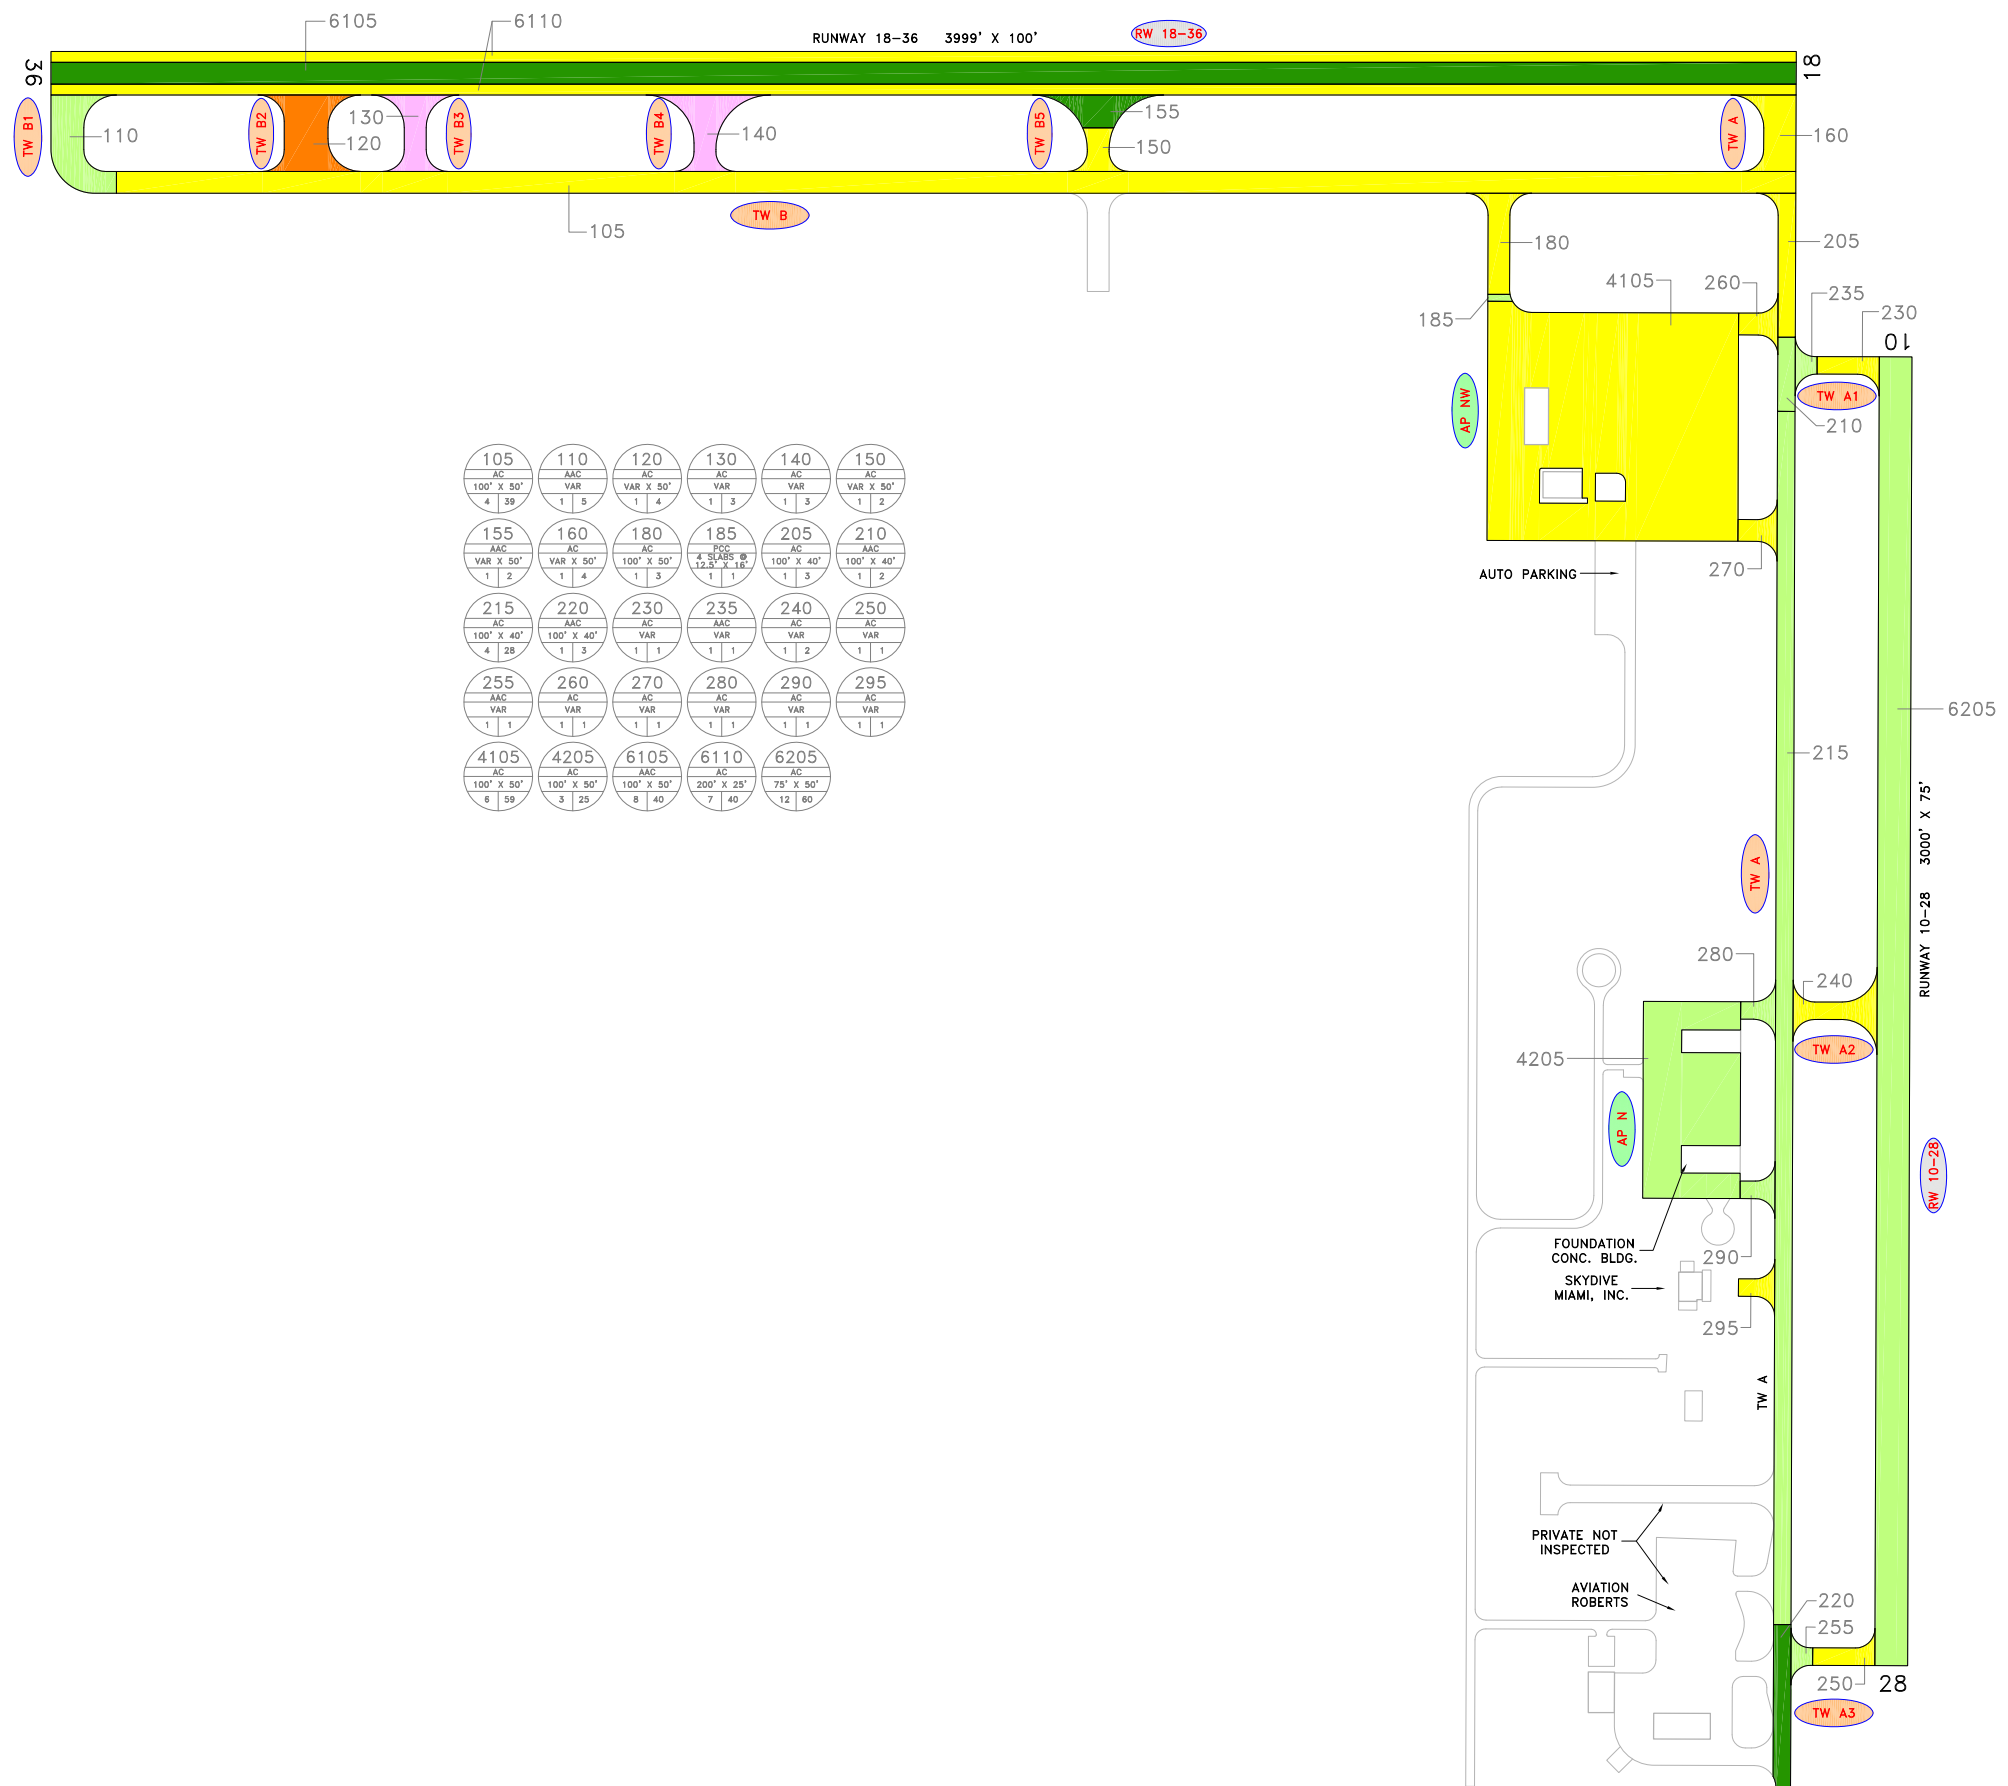 6105
6110
RUNWAY 18-36 3999' X 100'
RW 18-36
36
18
TW B1
110
TW B2
120
130
TW B3
TW B4
140
TW B5
155
150
TW A
160
105
TW B
180
205
4105
260
235
230
185
10
AP NW
TW A1
210
270
AUTO PARKING
105
AC
100' X 50'
4 39
110
AAC
VAR
1 5
120
AC
VAR X 50'
1 4
130
AC
VAR
1 3
140
AC
VAR
1 3
150
AC
VAR X 50'
1 2
155
AAC
VAR X 50'
1 2
160
AC
VAR X 50'
1 4
180
AC
100' X 50'
1 3
185
PCC
4 SLABS @
12.5' X 16'
1 1
205
AC
100' X 40'
1 3
210
AAC
100' X 40'
1 2
215
AC
100' X 40'
4 28
220
AAC
100' X 40'
1 3
230
AC
VAR
1 1
235
AAC
VAR
1 1
240
AC
VAR
1 2
250
AC
VAR
1 1
255
AAC
VAR
1 1
260
AC
VAR
1 1
270
AC
VAR
1 1
280
AC
VAR
1 1
290
AC
VAR
1 1
295
AC
VAR
1 1
4105
AC
100' X 50'
6 59
4205
AC
100' X 50'
3 25
6105
AAC
100' X 50'
8 40
6110
AC
200' X 25'
7 40
6205
AC
75' X 50'
12 60
6205
215
RUNWAY 10-28 3000' X 75'
TW A
280
240
TW A2
4205
AP N
RW 10-28
FOUNDATION
CONC. BLDG.
290
SKYDIVE
MIAMI, INC.
295
TW A
PRIVATE NOT
INSPECTED
AVIATION
ROBERTS
220
255
250
28
TW A3